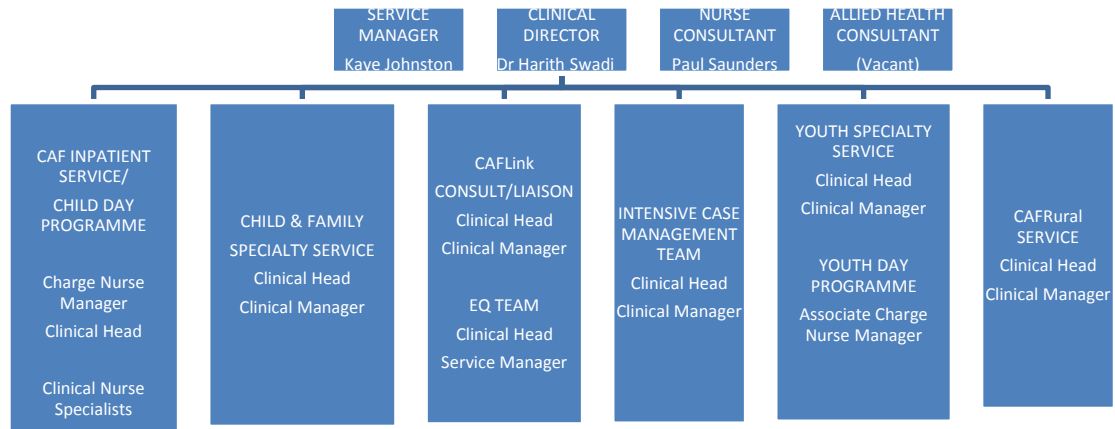 SERVICE
MANAGER
Kaye Johnston
CLINICAL
DIRECTOR
Dr Harith Swadi
NURSE
CONSULTANT
Paul Saunders
ALLIED HEALTH
CONSULTANT
(Vacant)
CAF INPATIENT
SERVICE/
CHILD DAY
PROGRAMME
Charge Nurse
Manager
Clinical Head
Clinical Nurse
Specialists
CHILD & FAMILY
SPECIALTY SERVICE
Clinical Head
Clinical Manager
CAFLink
CONSULT/LIAISON
Clinical Head
Clinical Manager
EQ TEAM
Clinical Head
Service Manager
INTENSIVE CASE
MANAGEMENT
TEAM
Clinical Head
Clinical Manager
YOUTH SPECIALTY
SERVICE
Clinical Head
Clinical Manager
YOUTH DAY
PROGRAMME
Associate Charge
Nurse Manager
CAFRural
SERVICE
Clinical Head
Clinical Manager